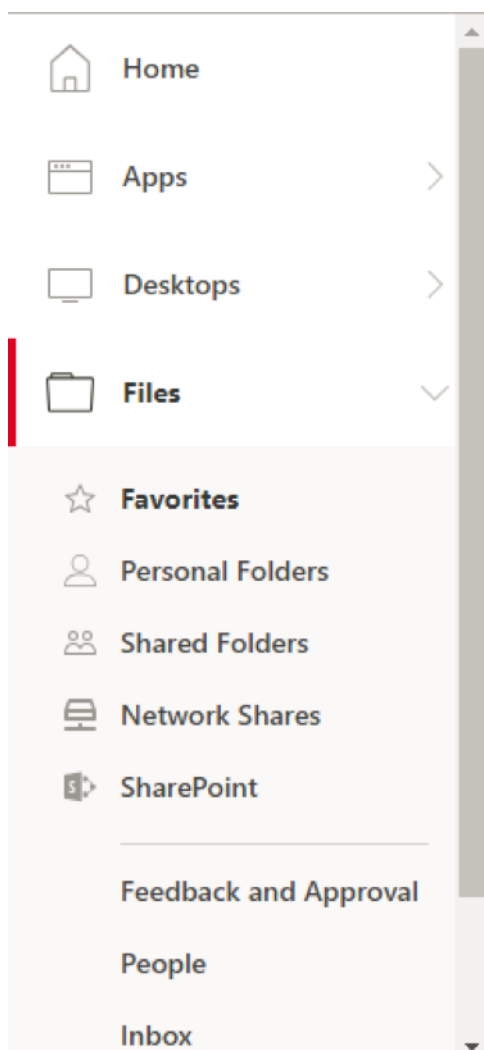 Home
Apps
Desktops
Files
Favorites
Personal Folders
Shared Folders
Network Shares
S
SharePoint
Feedback and Approval
People
Inbox